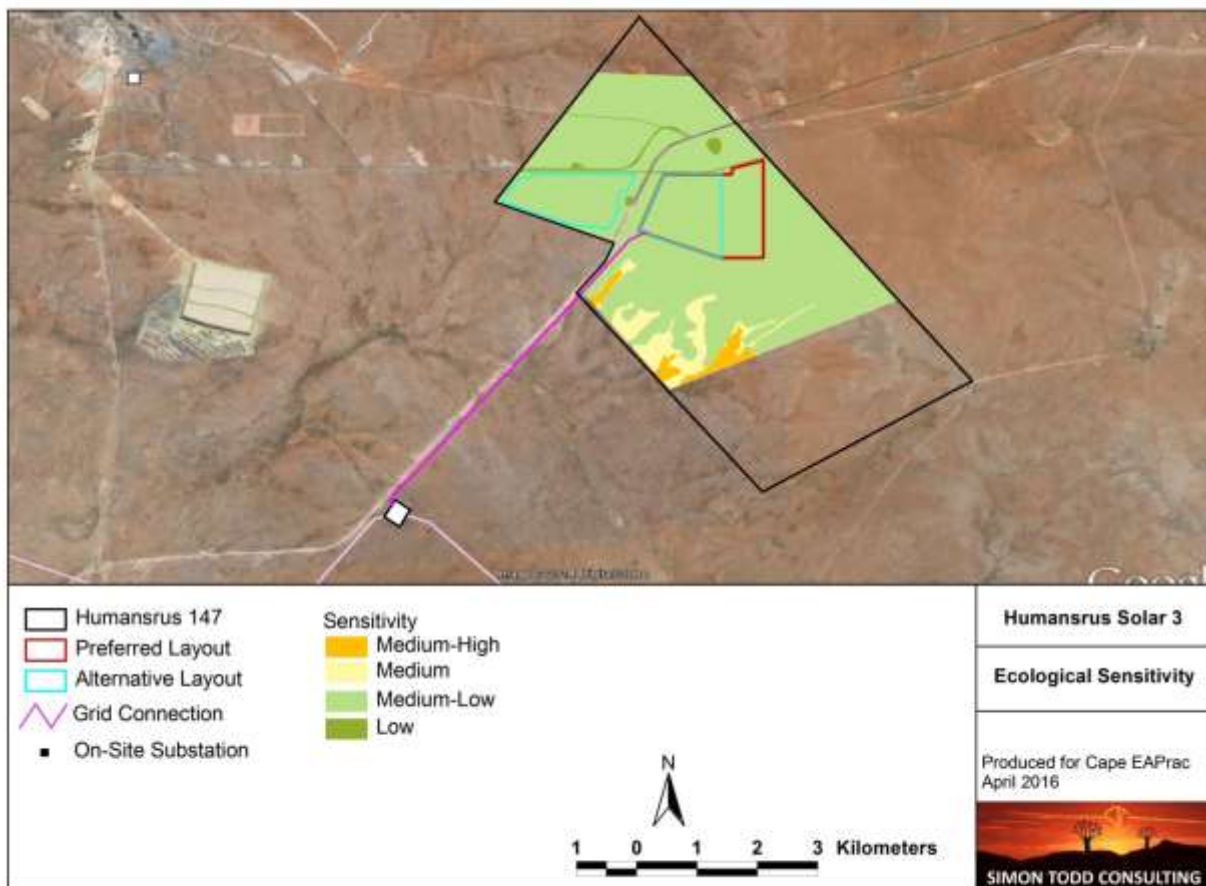 Humansrus 147
Preferred Layout
Alternative Layout
Grid Connection
On-Site Substation
Sensitivity
Medium-High
Medium
Medium-Low
Low
N
1 0 1 2 3 Kilometers
Humansrus Solar 3
Ecological Sensitivity
Produced for Cape EAPrac
April 2016
SIMON TODD CONSULTING